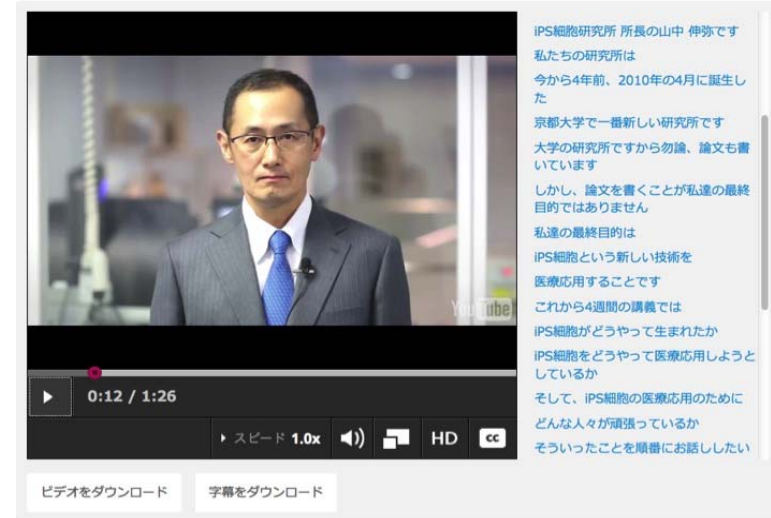 iPS細胞研究所 所長の山中 伸弥です
私たちの研究所は
今から4年前、2010年の4月に誕生し
た
京都大学で一番新しい研究所です
大学の研究所ですから勿論、論文も書
いています
しかし、論文を書くことが私達の最終
目的ではありません
私達の最終目的は
iPS細胞という新しい技術を
医療応用することです
これから4週間の講義では
iPS細胞がどうやって生まれたか
iPS細胞をどうやって医療応用しようと
しているか
そして、iPS細胞の医療応用のために
どんな人々が頑張っているか
そういったことを順番にお話ししたい
YouTube
0:12 / 1:26
スピード 1.0x
HD
cc
ビデオをダウンロード
字幕をダウンロード